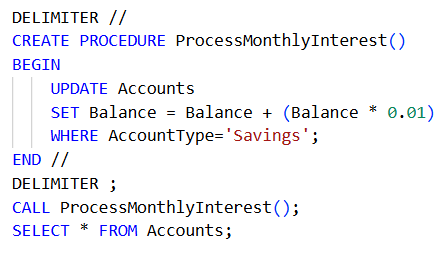 DELIMITER //
CREATE PROCEDURE ProcessMonthlyInterest()
BEGIN
    UPDATE Accounts
    SET Balance = Balance + (Balance * 0.01)
    WHERE AccountType='Savings';
END //
DELIMITER ;
CALL ProcessMonthlyInterest();
SELECT * FROM Accounts;